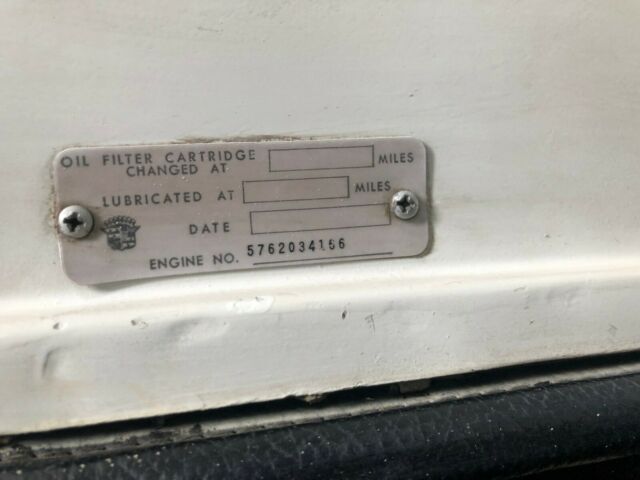 OIL FILTER CARTRIDGE
CHANGED AT MILES
LUBRICATED AT MILES
DATE
ENGINE NO. 5762034166